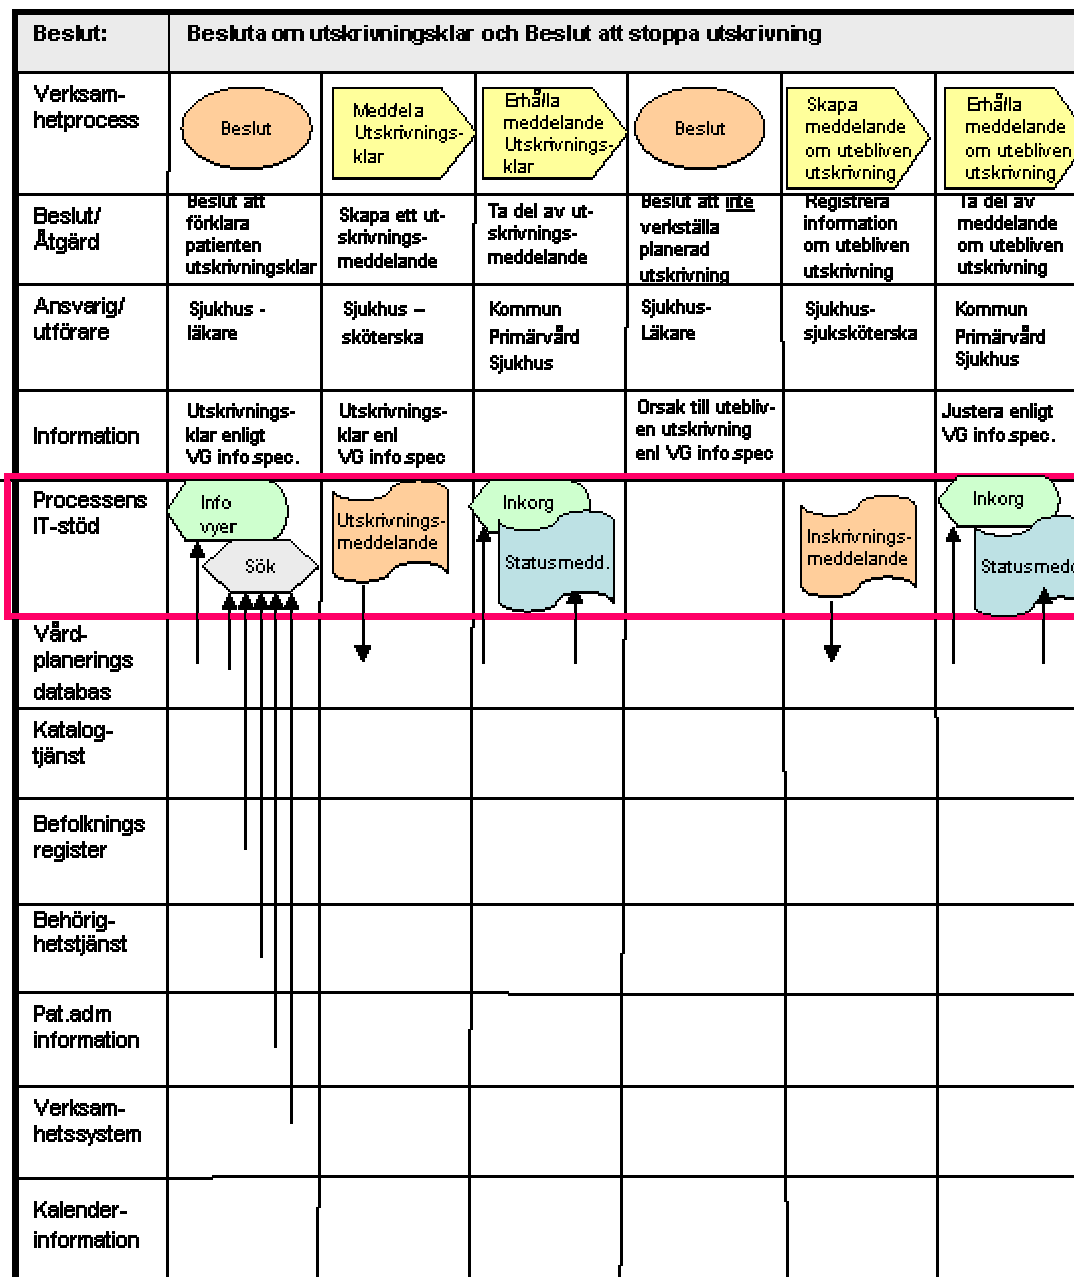 Beslut:
Besluta om utskrivningsklar och Beslut att stoppa utskrivning
Verksam-
hetprocess
Beslut
Meddela
Utskrivnings-
klar
Erhålla
meddelande
Utskrivnings-
klar
Beslut
Skapa
meddelande
om utebliven
utskrivning
Erhålla
meddelande
om utebliven
utskrivning
Beslut/
Åtgärd
Beslut att
förklara
patienten
utskrivningsklar
Skapa ett ut-
skrivnings-
meddelande
Ta del av ut-
skrivnings-
meddelande
Beslut att inte
verkställa
planerad
utskrivning
Registrera
information
om utebliven
utskrivning
Ta del av
meddelande
om utebliven
utskrivning
Ansvarig/
utförare
Sjukhus -
läkare
Sjukhus –
sköterska
Kommun
Primärvård
Sjukhus
Sjukhus-
Läkare
Sjukhus-
sjuksköterska
Kommun
Primärvård
Sjukhus
Information
Utskrivnings-
klar enligt
VG info.spec.
Utskrivnings-
klar enl
VG info.spec
Orsak till utebliv-
en utskrivning
enl VG info.spec
Justera enligt
VG info.spec.
Processens
IT-stöd
Info
vyer
Sök
Utskrivnings-
meddelande
Inkorg
Statusmedd.
Inskrivnings-
meddelande
Inkorg
Statusmedd
Vård-
planerings
databas
Katalog-
tjänst
Befolknings
register
Behörig-
hetstjänst
Pat.adm
information
Verksam-
hetssystem
Kalender-
information